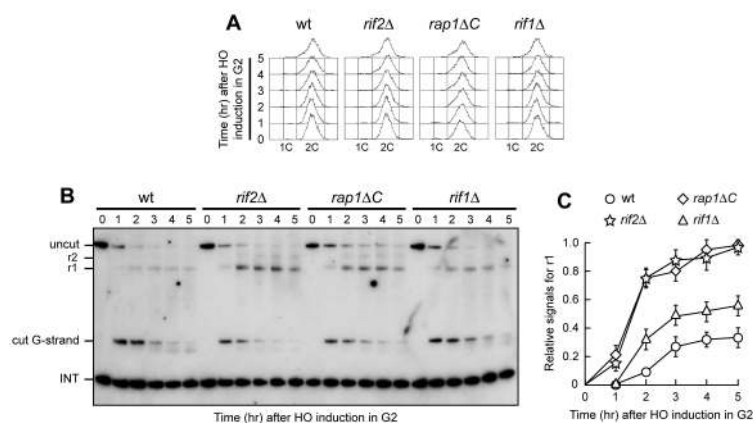 A
wt rif2Δ rap1ΔC rif1Δ
Time (hr) after HO
induction in G2
5
4
3
2
1
0
1C 2C 1C 2C 1C 2C 1C 2C
B
wt rif2Δ rap1ΔC rif1Δ
0 1 2 3 4 5 0 1 2 3 4 5 0 1 2 3 4 5 0 1 2 3 4 5
uncut
r2
r1
cut G-strand
INT
Time (hr) after HO induction in G2
C
wt rap1ΔC
rif2Δ rif1Δ
Relative signals for r1
1.0
0.8
0.6
0.4
0.2
0
0 1 2 3 4 5
Time (hr) after HO induction in G2